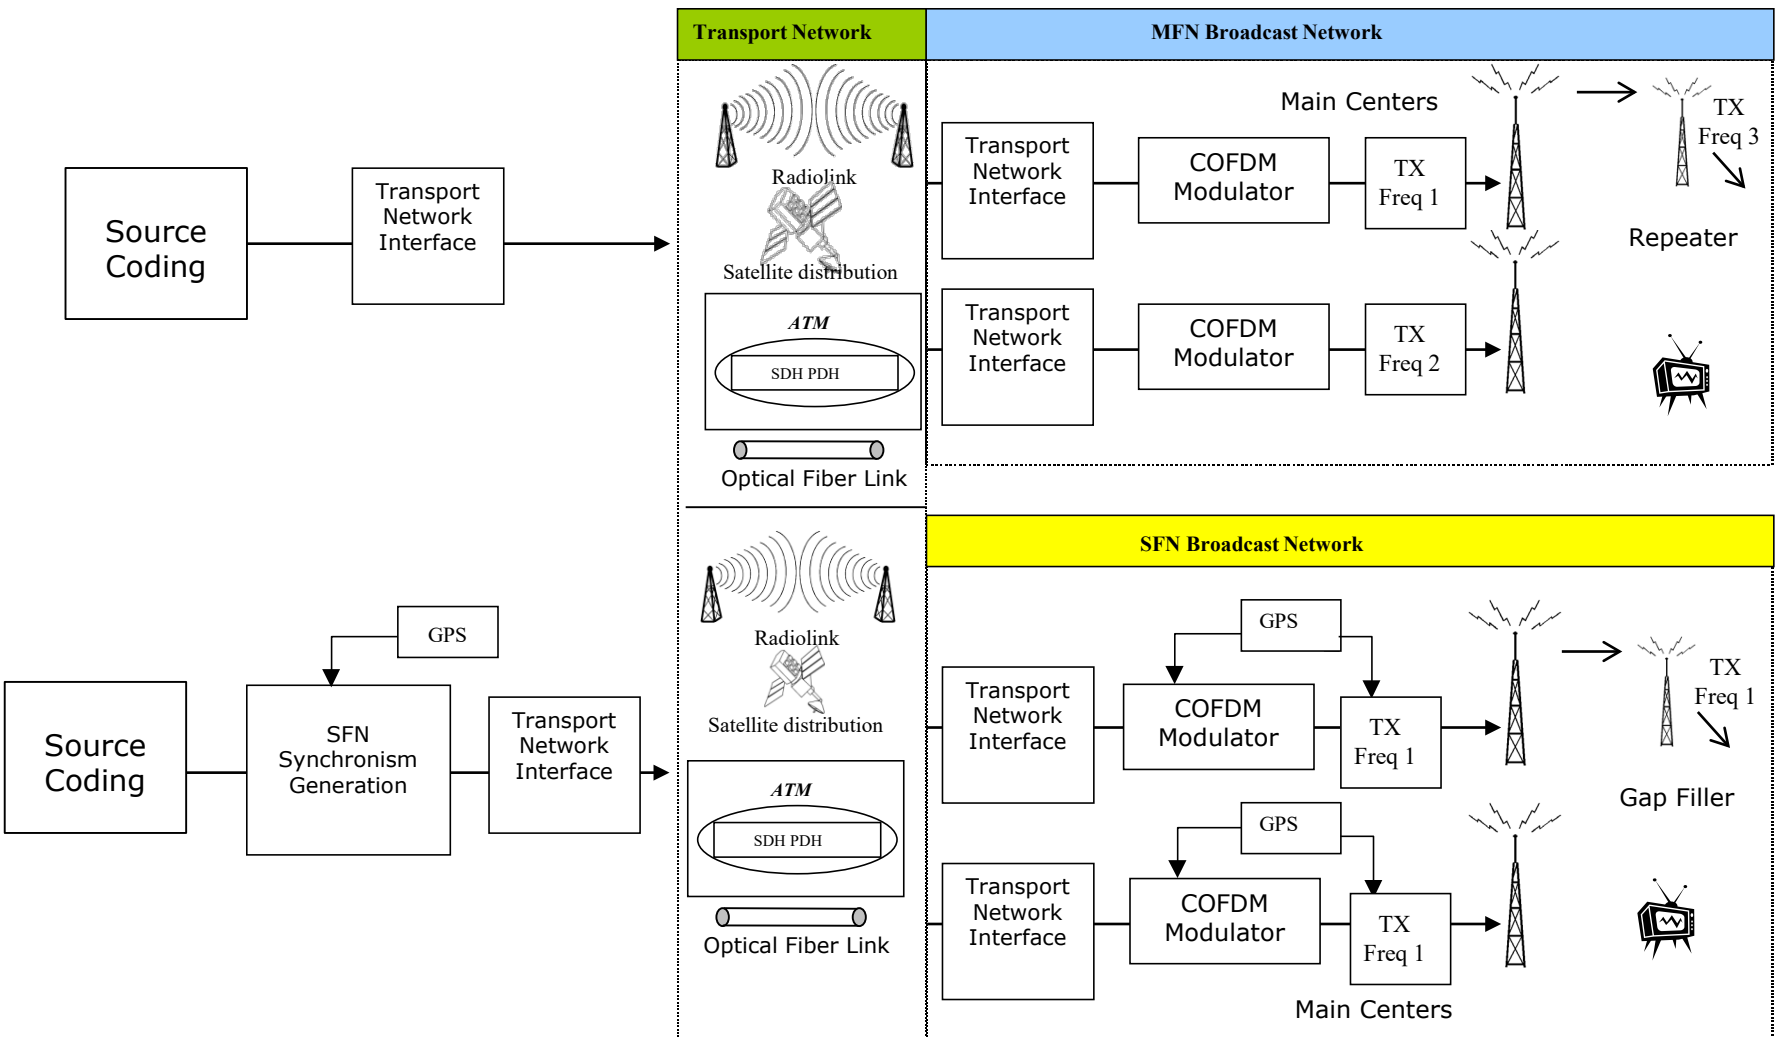 Transport Network
MFN Broadcast Network
Source
Coding
Transport
Network
Interface
Radiolink
Satellite distribution
ATM
SDH PDH
Optical Fiber Link
Main Centers
Transport
Network
Interface
COFDM
Modulator
TX
Freq 1
TX
Freq 3
Repeater
Transport
Network
Interface
COFDM
Modulator
TX
Freq 2
SFN Broadcast Network
Source
Coding
GPS
SFN
Synchronism
Generation
Transport
Network
Interface
Radiolink
Satellite distribution
ATM
SDH PDH
Optical Fiber Link
GPS
Transport
Network
Interface
COFDM
Modulator
TX
Freq 1
TX
Freq 1
Gap Filler
GPS
Transport
Network
Interface
COFDM
Modulator
TX
Freq 1
Main Centers